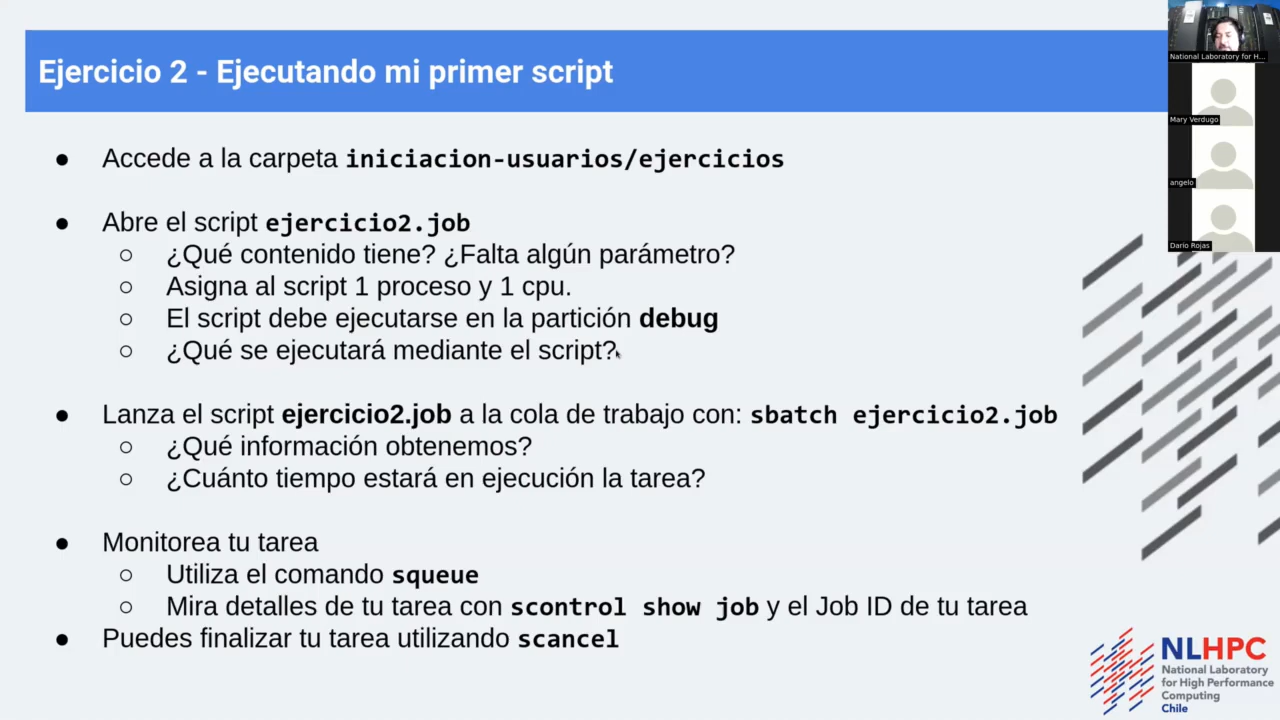 Ejercicio 2 - Ejecutando mi primer script
● Accede a la carpeta iniciacion-usuarios/ejercicios
● Abre el script ejercicio2.job
○ ¿Qué contenido tiene? ¿Falta algún parámetro?
○ Asigna al script 1 proceso y 1 cpu.
○ El script debe ejecutarse en la partición debug
○ ¿Qué se ejecutará mediante el script?
● Lanza el script ejercicio2.job a la cola de trabajo con: sbatch ejercicio2.job
○ ¿Qué información obtenemos?
○ ¿Cuánto tiempo estará en ejecución la tarea?
● Monitorea tu tarea
○ Utiliza el comando squeue
○ Mira detalles de tu tarea con scontrol show job y el Job ID de tu tarea
● Puedes finalizar tu tarea utilizando scancel
National Laboratory for H...
Mary Verdugo
angelo
Darío Rojas
NLHPC
National Laboratory
for High Performance
Computing
Chile